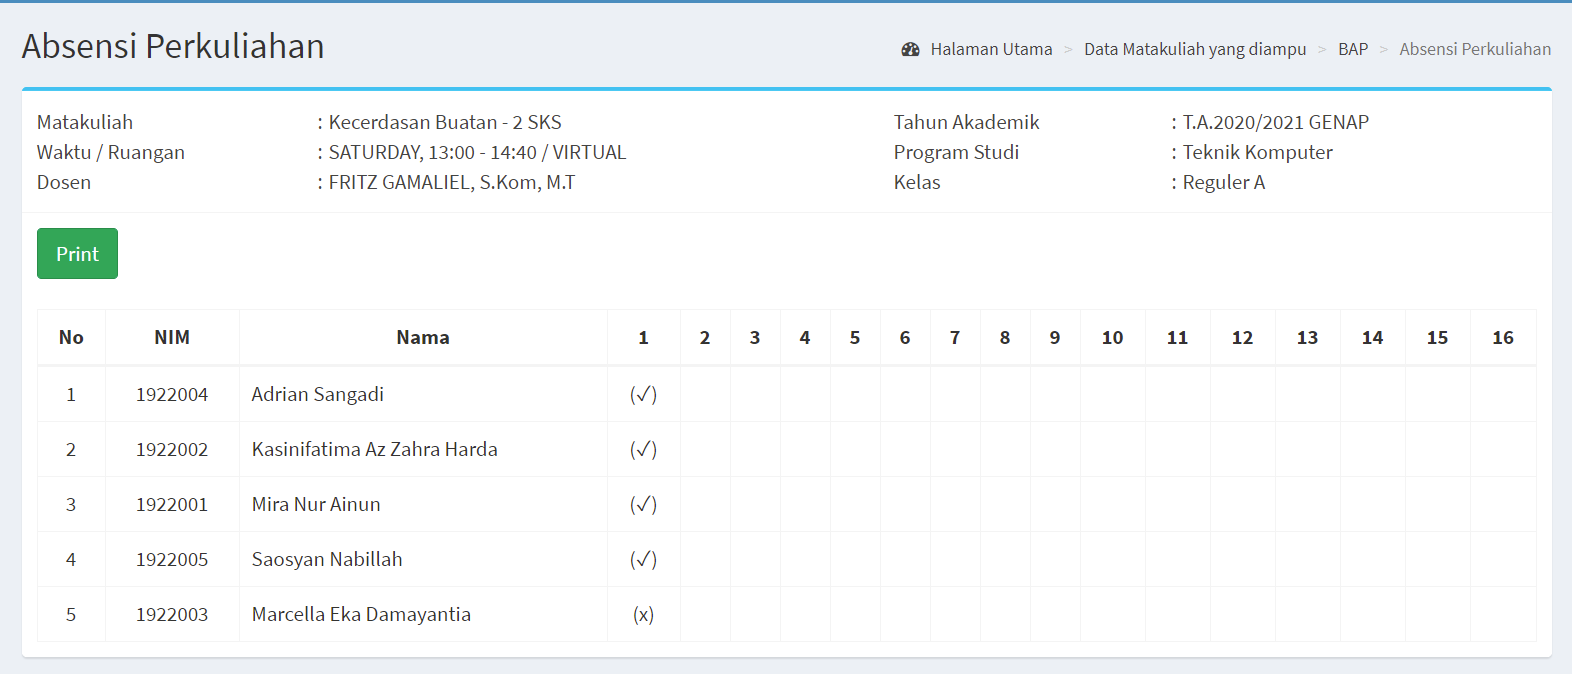 Absensi Perkuliahan
Halaman Utama > Data Matakuliah yang diampu > BAP > Absensi Perkuliahan
Matakuliah : Kecerdasan Buatan - 2 SKS Tahun Akademik : T.A.2020/2021 GENAP
Waktu / Ruangan : SATURDAY, 13:00 - 14:40 / VIRTUAL Program Studi : Teknik Komputer
Dosen : FRITZ GAMALIEL, S.Kom, M.T Kelas : Reguler A
Print
No NIM Nama 1 2 3 4 5 6 7 8 9 10 11 12 13 14 15 16
1 1922004 Adrian Sangadi (✓)
2 1922002 Kasinifatima Az Zahra Harda (✓)
3 1922001 Mira Nur Ainun (✓)
4 1922005 Saosyan Nabillah (✓)
5 1922003 Marcella Eka Damayantia (x)